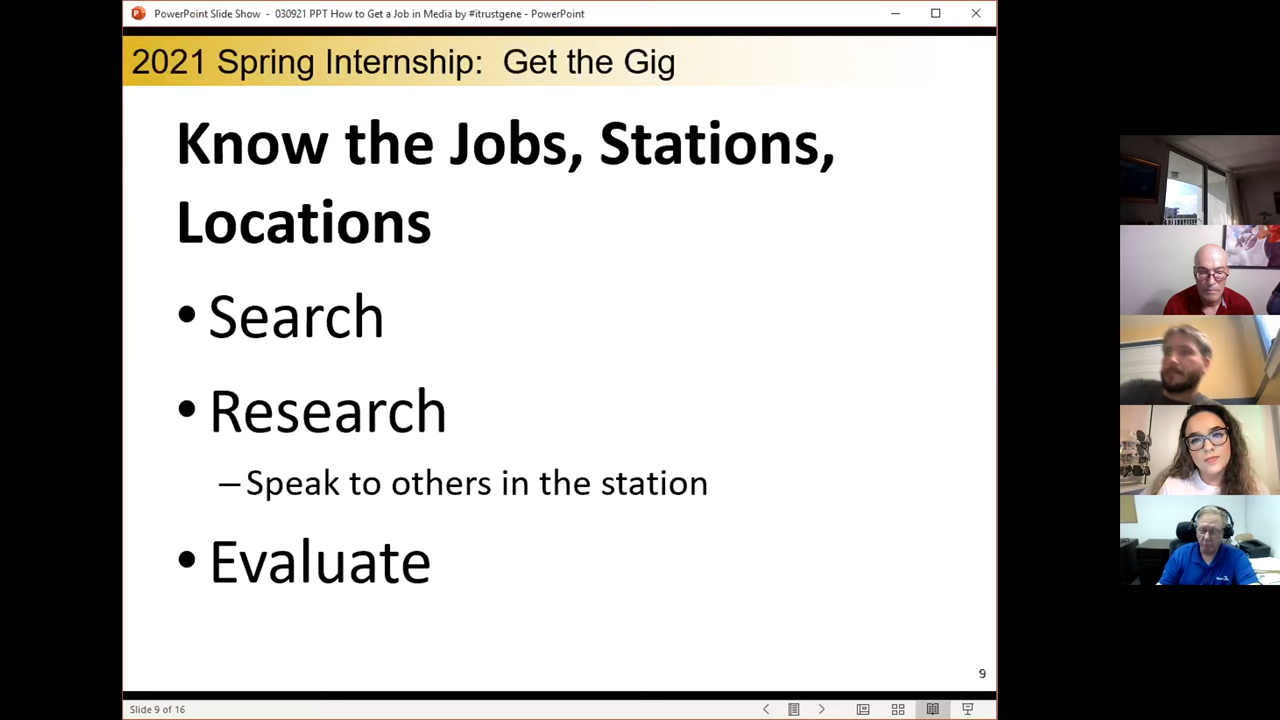 PowerPoint Slide Show - 030921 PPT How to Get a Job in Media by #itrustgene - PowerPoint
2021 Spring Internship: Get the Gig
Know the Jobs, Stations,
Locations
• Search
• Research
– Speak to others in the station
• Evaluate
9
Slide 9 of 16